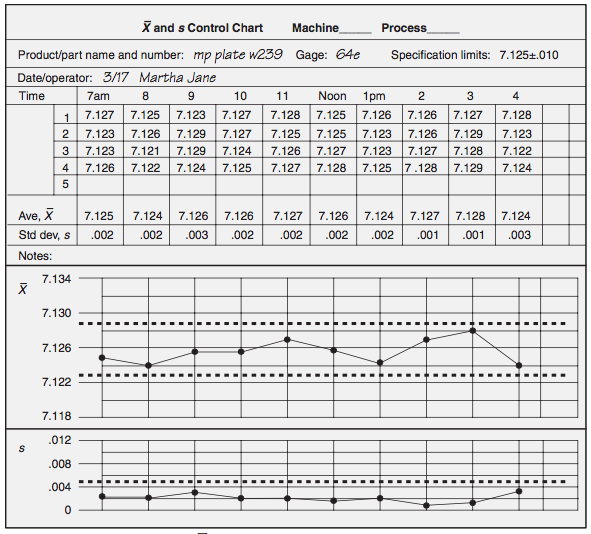 X̅ and s Control Chart Machine_____ Process_____
Product/part name and number: mp plate w239 Gage: 64e Specification limits: 7.125±.010
Date/operator: 3/17 Martha Jane
Time 7am 8 9 10 11 Noon 1pm 2 3 4
1 7.127 7.125 7.123 7.127 7.128 7.125 7.126 7.126 7.127 7.128
2 7.123 7.126 7.129 7.127 7.125 7.125 7.123 7.126 7.129 7.123
3 7.123 7.121 7.129 7.124 7.126 7.127 7.123 7.127 7.128 7.122
4 7.126 7.122 7.124 7.125 7.127 7.128 7.125 7 .128 7.129 7.124
5
Ave, X̅ 7.125 7.124 7.126 7.126 7.127 7.126 7.124 7.127 7.128 7.124
Std dev, s .002 .002 .003 .002 .002 .002 .002 .001 .001 .003
Notes:
X̅
7.134
7.130
7.126
7.122
7.118
s
.012
.008
.004
0